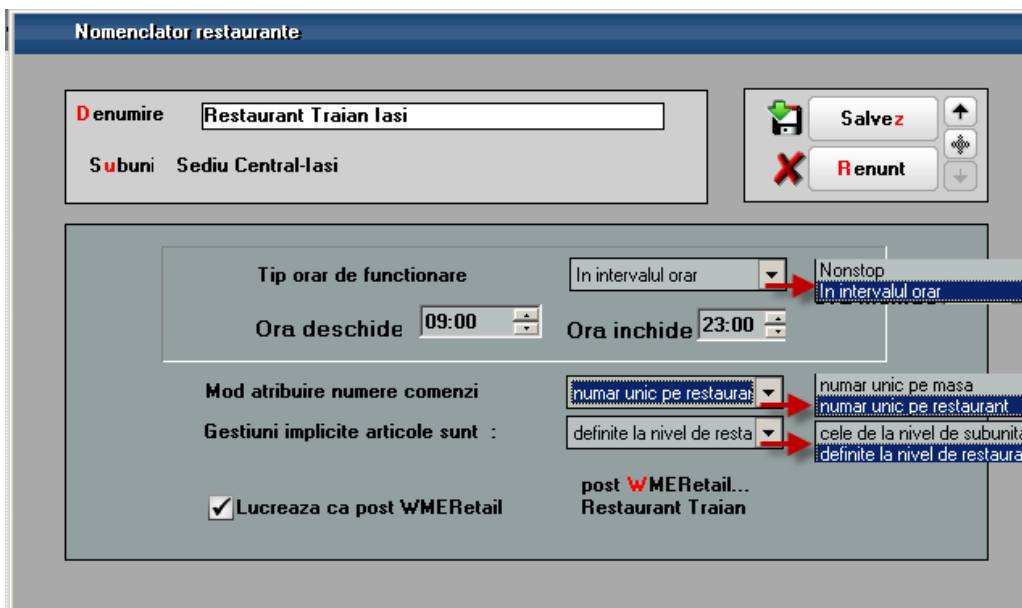 Nomenclator restaurante
Denumire Restaurant Traian Iasi
Salvez
Subuni Sediu Central-Iasi
Renunt
Tip orar de functionare In intervalul orar
Nonstop
In intervalul orar
Ora deschide 09:00 Ora inchide 23:00
Mod atribuire numere comenzi numar unic pe restauran
numar unic pe masa
numar unic pe restaurant
Gestiuni implicite articole sunt : definite la nivel de resta
cele de la nivel de subunita
definite la nivel de restaura
post WMERetail...
Lucreaza ca post WMERetail Restaurant Traian